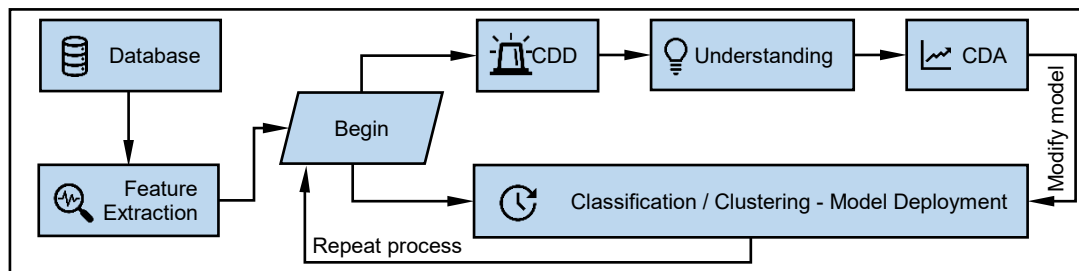 Database
CDD
Understanding
CDA
Begin
Modify model
Feature
Extraction
Classification / Clustering - Model Deployment
Repeat process